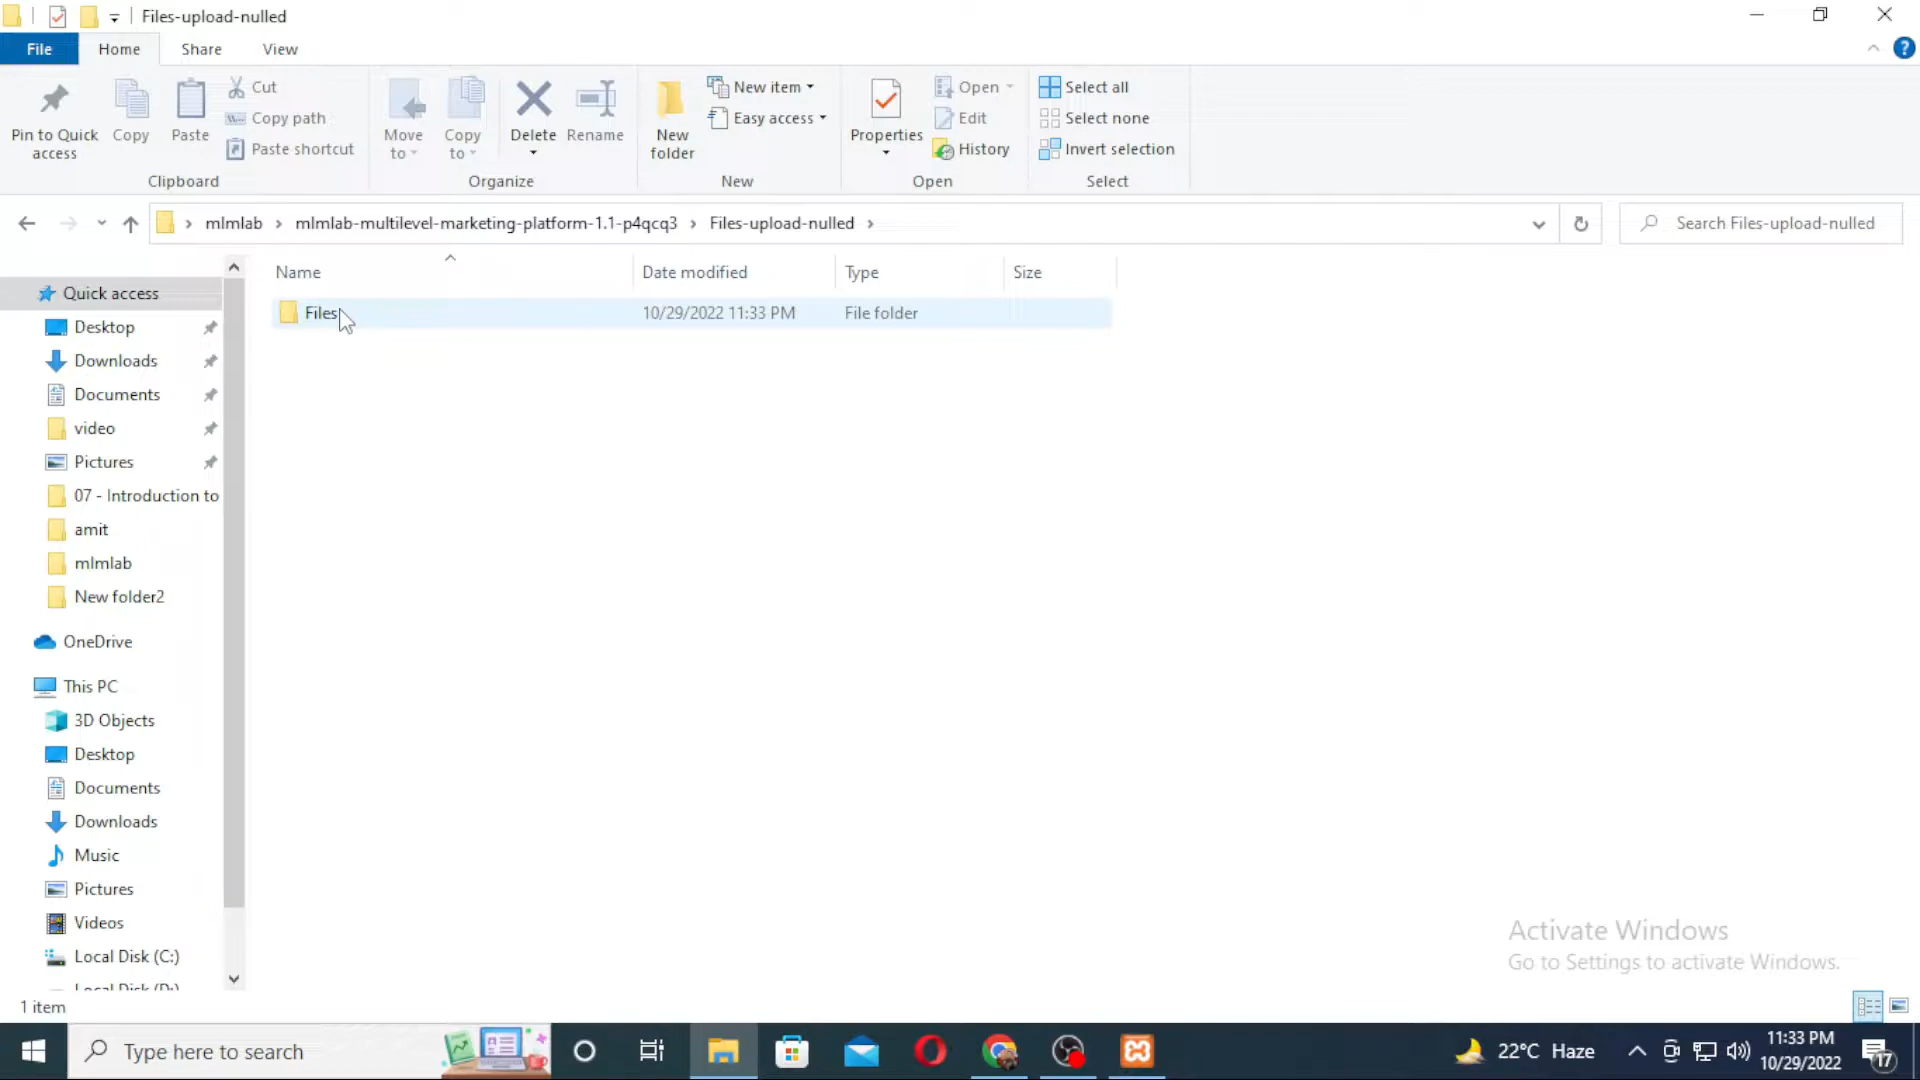 Files-upload-nulled
File Home Share View
Pin to Quick access
Copy
Paste
Cut
Copy path
Paste shortcut
Clipboard
Move to
Copy to
Delete
Rename
Organize
New folder
New item
Easy access
New
Properties
Open
Edit
History
Open
Select all
Select none
Invert selection
Select
mlmlab › mlmlab-multilevel-marketing-platform-1.1-p4qcq3 › Files-upload-nulled ›
Search Files-upload-nulled
Name Date modified Type Size
Files 10/29/2022 11:33 PM File folder
Quick access
Desktop
Downloads
Documents
video
Pictures
07 - Introduction to
amit
mlmlab
New folder2
OneDrive
This PC
3D Objects
Desktop
Documents
Downloads
Music
Pictures
Videos
Local Disk (C:)
Local Disk (D:)
Activate Windows
Go to Settings to activate Windows.
1 item
Type here to search
22°C Haze
11:33 PM
10/29/2022
17